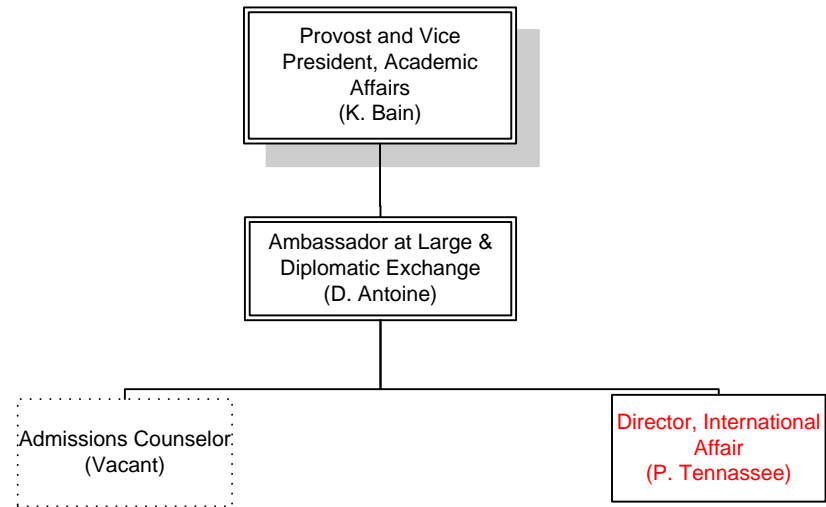 Provost and Vice
President, Academic
Affairs
(K. Bain)
Ambassador at Large &
Diplomatic Exchange
(D. Antoine)
Admissions Counselor
(Vacant)
Director, International
Affair
(P. Tennassee)